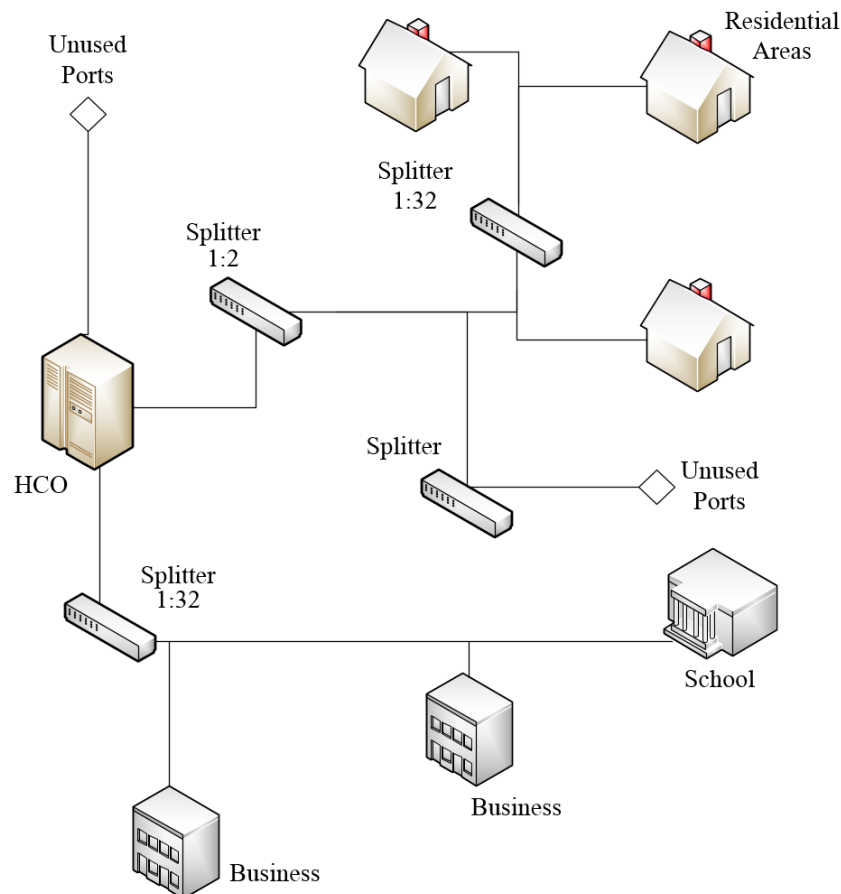 Unused
Ports
Residential
Areas
Splitter
1:32
Splitter
1:2
Splitter
HCO
Unused
Ports
Splitter
1:32
School
Business
Business